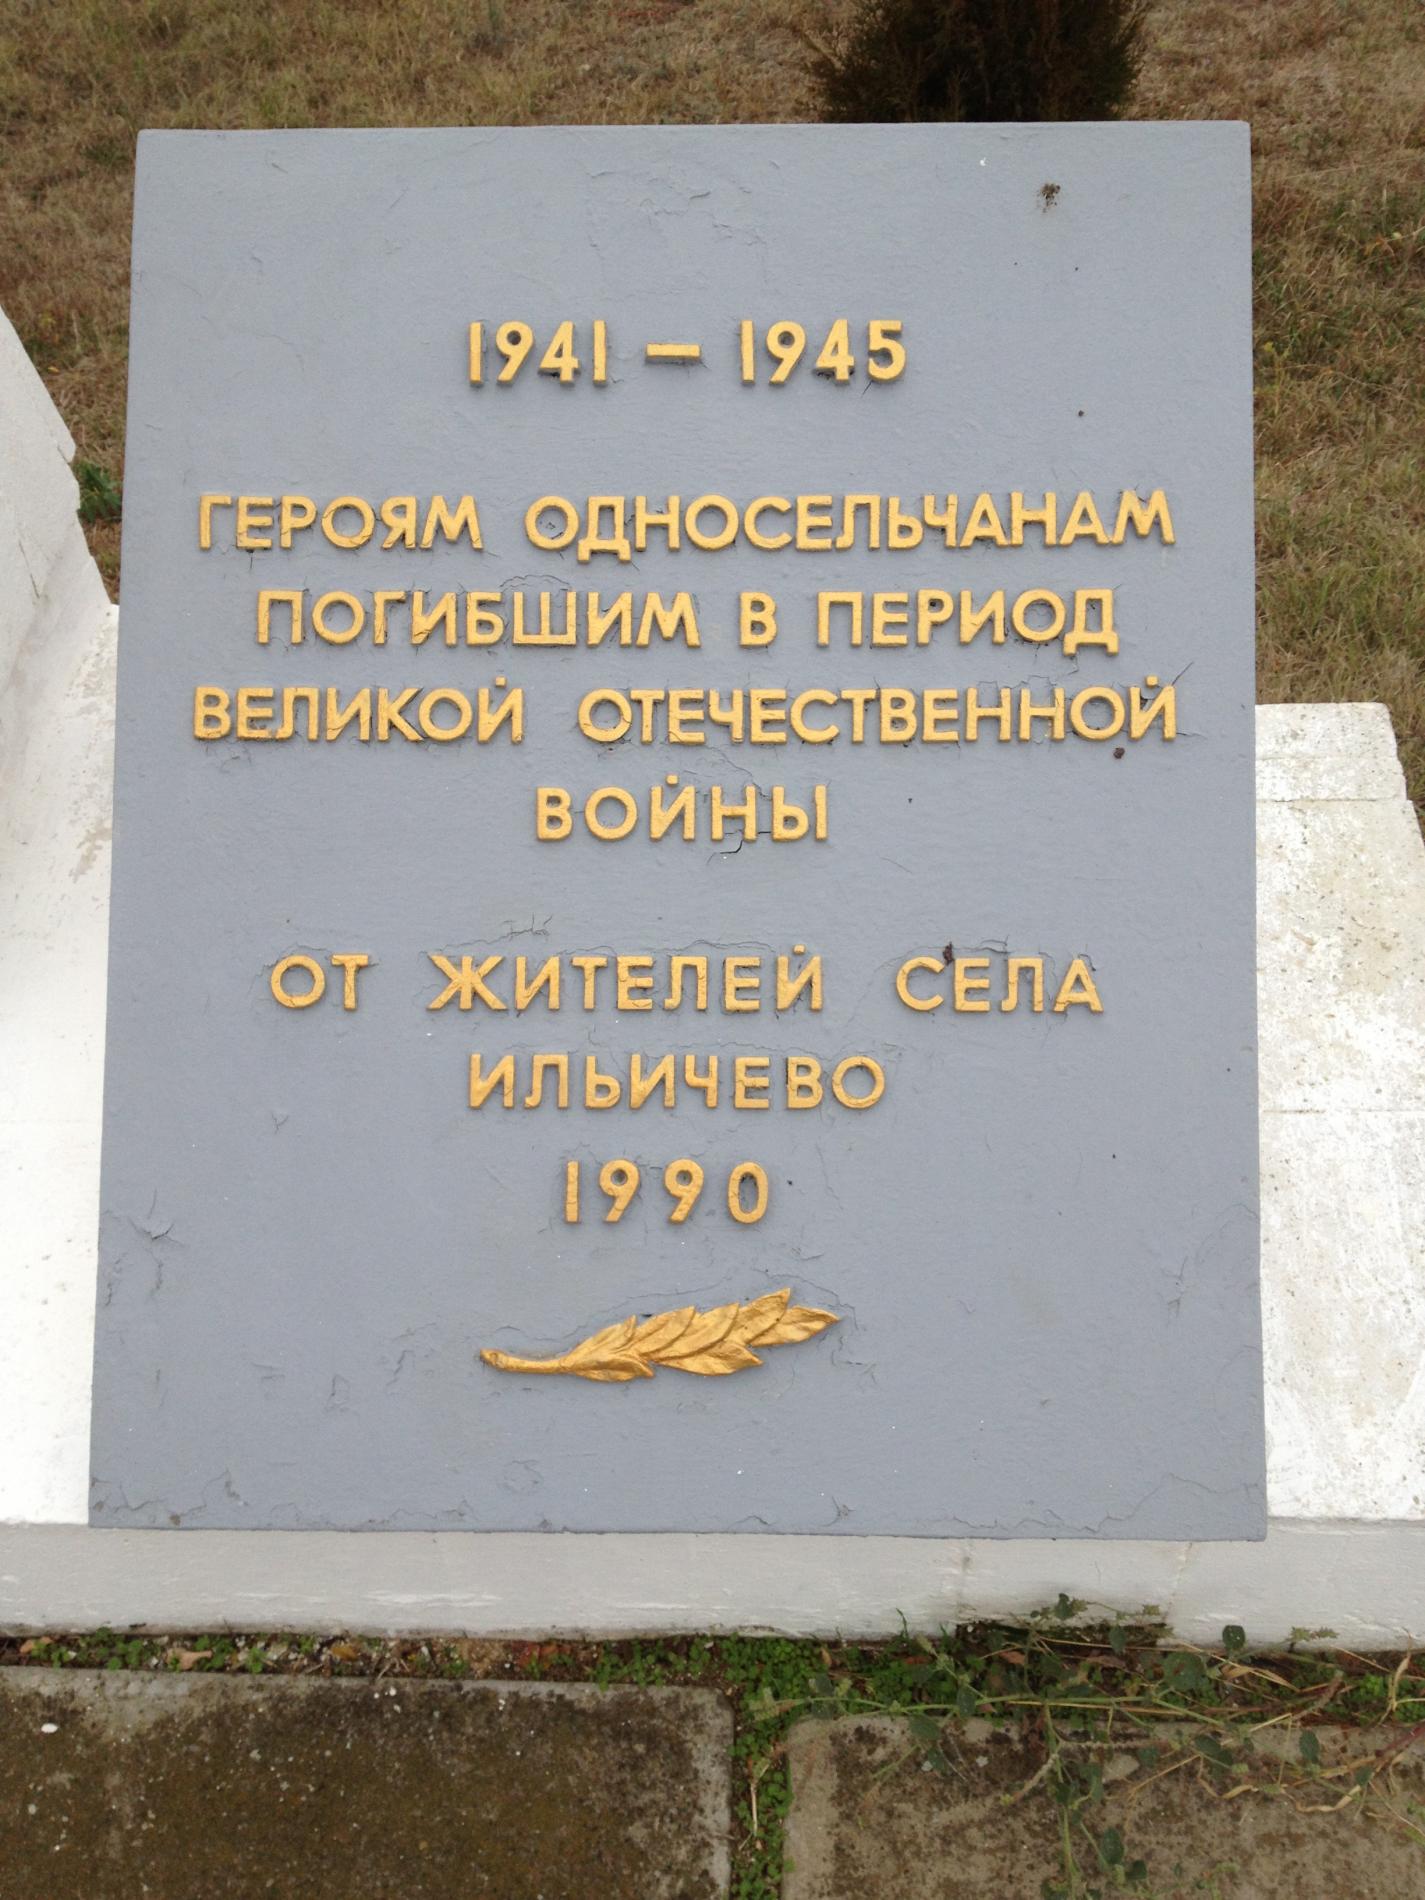 1941 — 1945
ГЕРОЯМ ОДНОСЕЛЬЧАНАМ
ПОГИБШИМ В ПЕРИОД
ВЕЛИКОЙ ОТЕЧЕСТВЕННОЙ
ВОЙНЫ
ОТ ЖИТЕЛЕЙ СЕЛА
ИЛЬИЧЕВО
1990